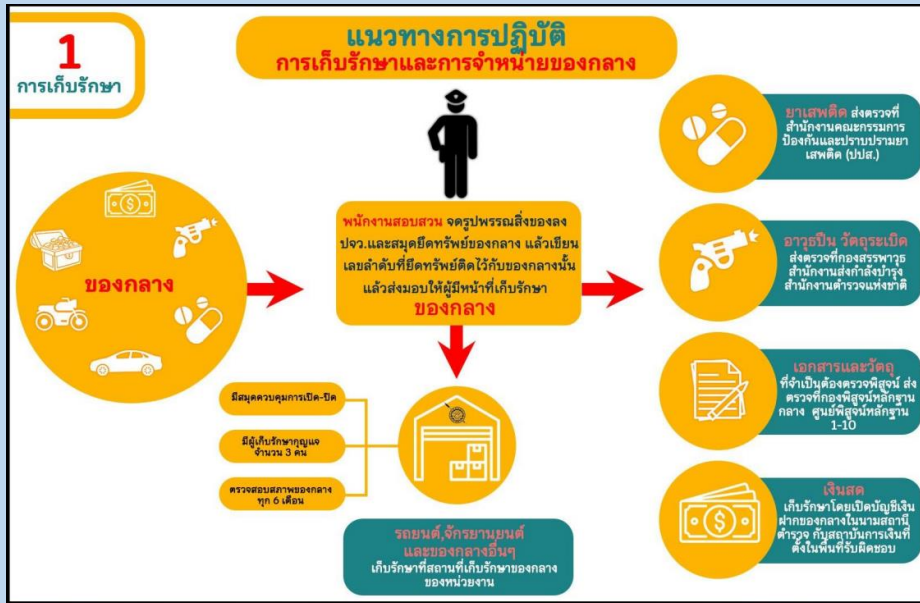 1
การเก็บรักษา
แนวทางการปฏิบัติ
การเก็บรักษาและการจำหน่ายของกลาง
ของกลาง
พนักงานสอบสวน จดรูปพรรณสิ่งของลง
ปจว.และสมุดยึดทรัพย์ของกลาง แล้วเขียน
เลขลำดับที่ยึดทรัพย์ติดไว้กับของกลางนั้น
แล้วส่งมอบให้ผู้มีหน้าที่เก็บรักษา
ของกลาง
มีสมุดควบคุมการเปิด-ปิด
มีผู้เก็บรักษากุญแจ
จำนวน 3 คน
ตรวจสอบสภาพของกลาง
ทุก 6 เดือน
รถยนต์,จักรยานยนต์
และของกลางอื่นๆ
เก็บรักษาที่สถานที่เก็บรักษาของกลาง
ของหน่วยงาน
ยาเสพติด ส่งตรวจที่
สำนักงานคณะกรรมการ
ป้องกันและปราบปรามยา
เสพติด (ปปส.)
อาวุธปืน วัตถุระเบิด
ส่งตรวจที่กองสรรพาวุธ
สำนักงานส่งกำลังบำรุง
สำนักงานตำรวจแห่งชาติ
เอกสารและวัตถุ
ที่จำเป็นต้องตรวจพิสูจน์ ส่ง
ตรวจที่กองพิสูจน์หลักฐาน
กลาง ศูนย์พิสูจน์หลักฐาน
1-10
เงินสด
เก็บรักษาโดยเปิดบัญชีเงิน
ฝากของกลางในนามสถานี
ตำรวจ กับสถาบันการเงินที่
ตั้งในพื้นที่รับผิดชอบ